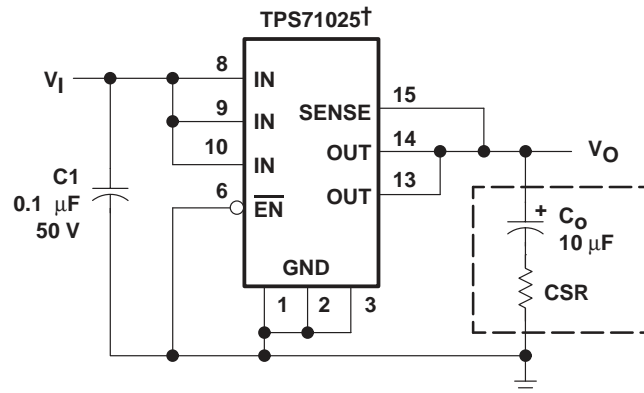 TPS71025†
VI
8
IN
9
IN
10
IN
6
EN
SENSE
15
OUT
14
OUT
13
VO
C1
0.1 μF
50 V
+
Co
10 μF
CSR
GND
1
2
3